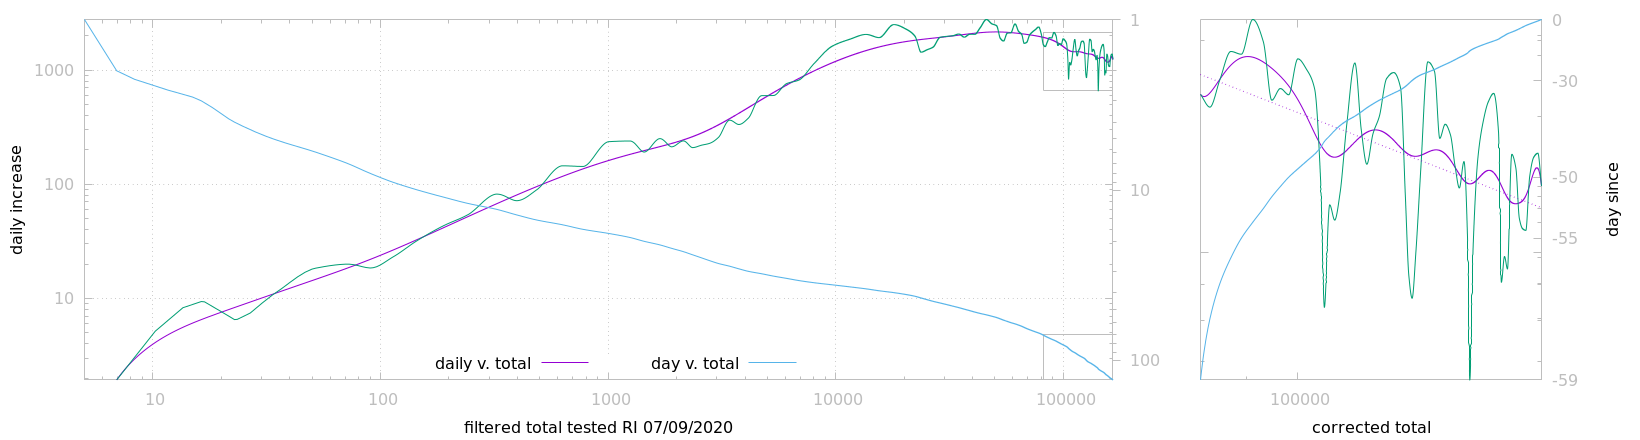 daily increase
1000
100
10
10
100
1000
10000
100000
filtered total tested RI 07/09/2020
daily v. total
day v. total
1
10
100
0
-30
-50
-55
-59
day since
100000
corrected total